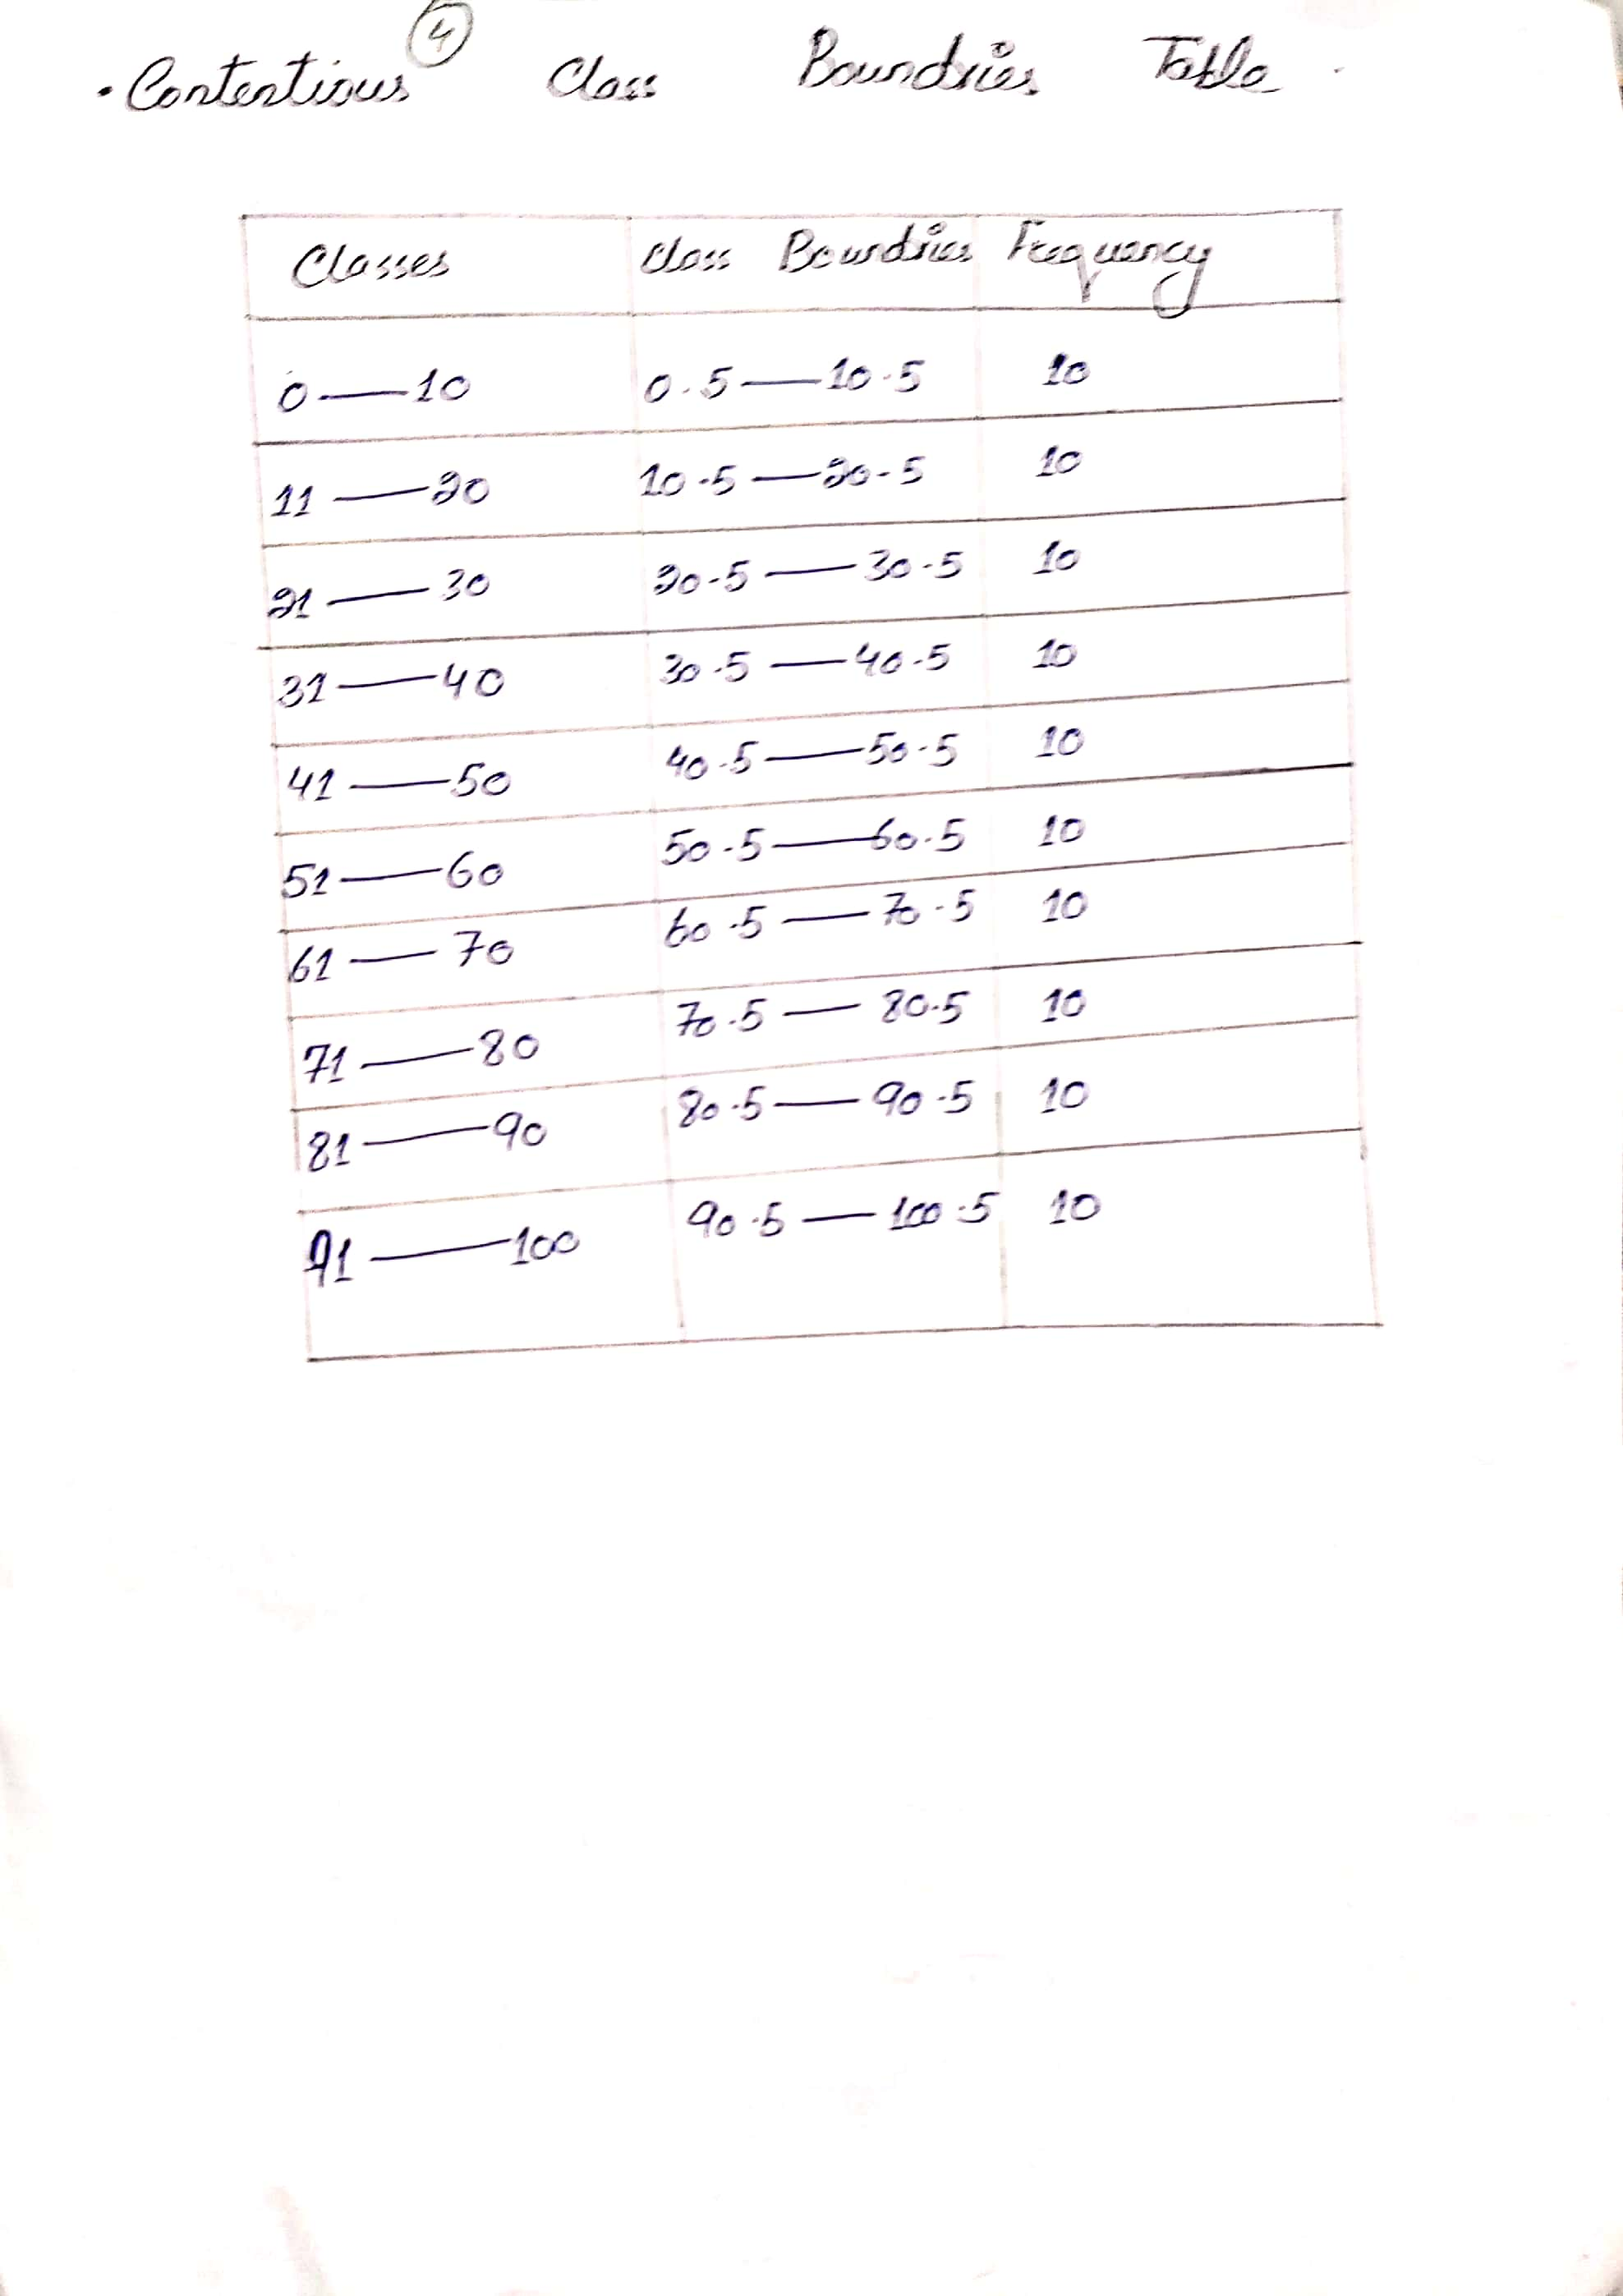 4
• Contentious Class Boundries Table
Classes Class Boundries Frequency
0 — 10 0.5 — 10.5 10
11 — 20 10.5 — 20.5 10
21 — 30 20.5 — 30.5 10
31 — 40 30.5 — 40.5 10
41 — 50 40.5 — 50.5 10
51 — 60 50.5 — 60.5 10
61 — 70 60.5 — 70.5 10
71 — 80 70.5 — 80.5 10
81 — 90 80.5 — 90.5 10
91 — 100 90.5 — 100.5 10